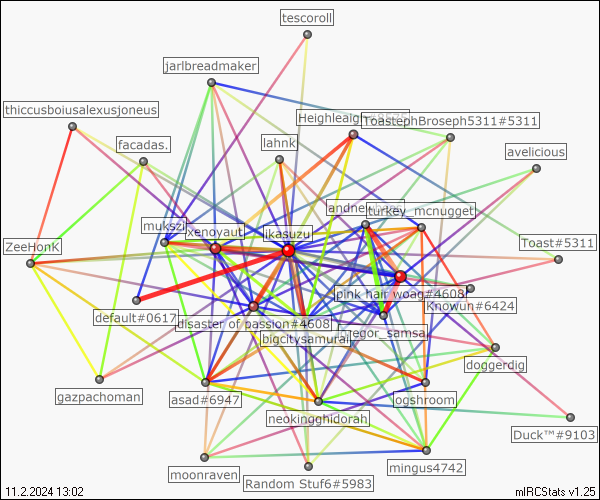 tescoroll
jarlbreadmaker
thiccusboiusalexusjoneus
Heighleaigh
ToastephBroseph5311#5311
facadas.
lahnk
avelicious
turkey_mcnugget
mukszi
xenoyaut
ikasuzu
ZeeHonK
Toast#5311
pink hair woag#4608
Knowun#6424
default#0617
disaster of passion#4608
gregor_samsa
bigcitysamurai
doggerdig
gazpachoman
asad#6947
logshroom
neokingghidorah
Duck™#9103
moonraven
mingus4742
Random Stuf6#5983
11.2.2024 13:02
mIRCStats v1.25